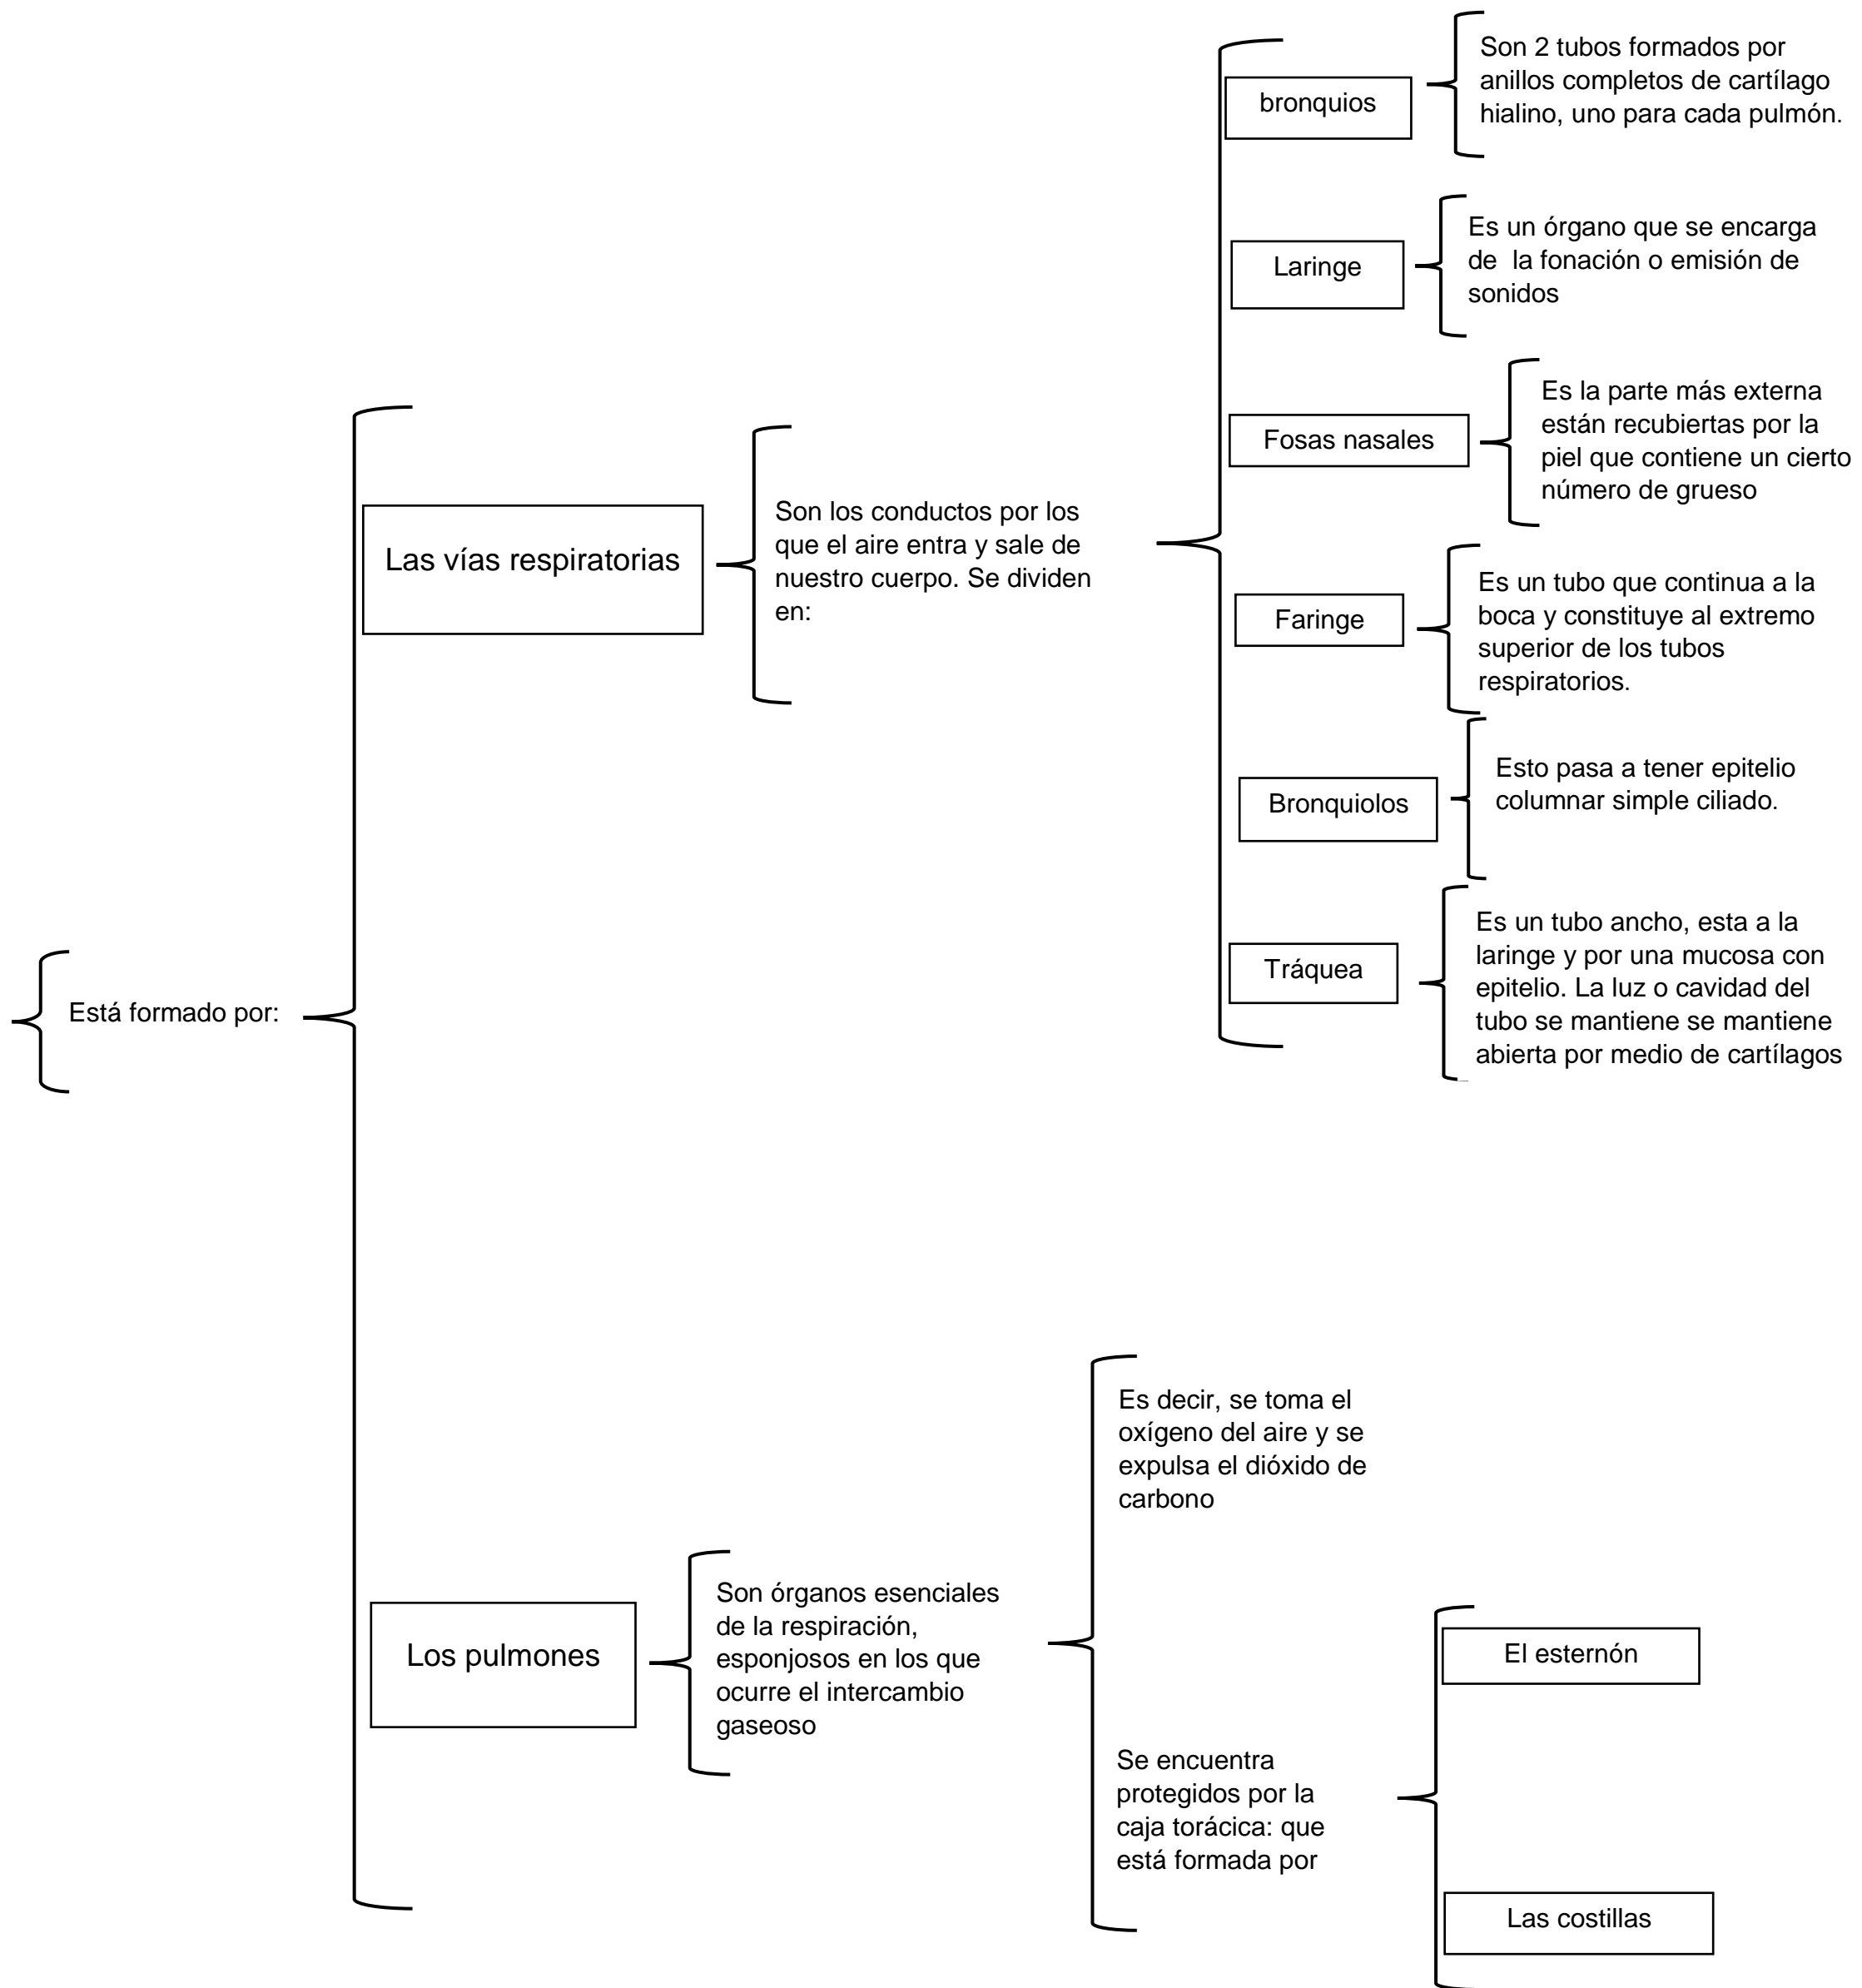 Está formado por:
Las vías respiratorias
Son los conductos por los
que el aire entra y sale de
nuestro cuerpo. Se dividen
en:
bronquios
Son 2 tubos formados por
anillos completos de cartílago
hialino, uno para cada pulmón.
Laringe
Es un órgano que se encarga
de  la fonación o emisión de
sonidos
Fosas nasales
Es la parte más externa
están recubiertas por la
piel que contiene un cierto
número de grueso
Faringe
Es un tubo que continua a la
boca y constituye al extremo
superior de los tubos
respiratorios.
Bronquiolos
Esto pasa a tener epitelio
columnar simple ciliado.
Tráquea
Es un tubo ancho, esta a la
laringe y por una mucosa con
epitelio. La luz o cavidad del
tubo se mantiene se mantiene
abierta por medio de cartílagos
Los pulmones
Son órganos esenciales
de la respiración,
esponjosos en los que
ocurre el intercambio
gaseoso
Es decir, se toma el
oxígeno del aire y se
expulsa el dióxido de
carbono
Se encuentra
protegidos por la
caja torácica: que
está formada por
El esternón
Las costillas